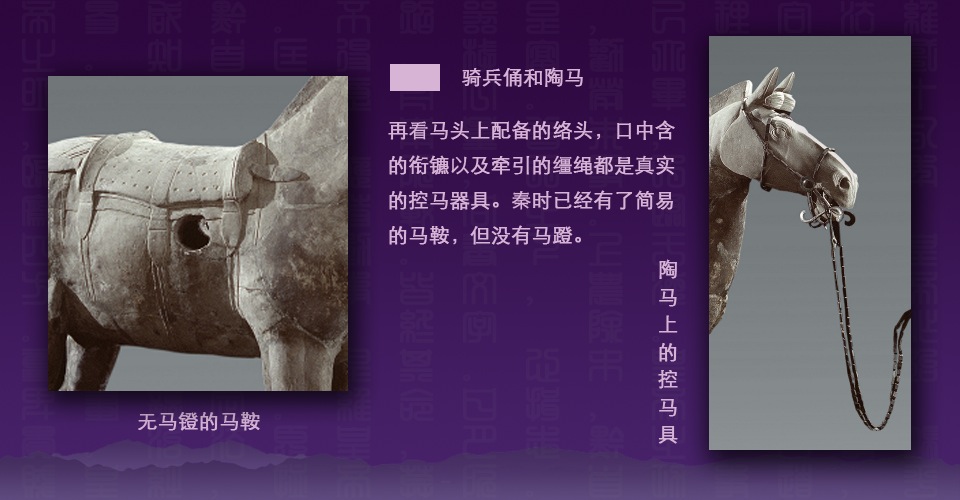 骑兵俑和陶马
再看马头上配备的络头，口中含
的衔镳以及牵引的缰绳都是真实
的控马器具。秦时已经有了简易
的马鞍，但没有马蹬。
无马镫的马鞍
陶马上的控马具